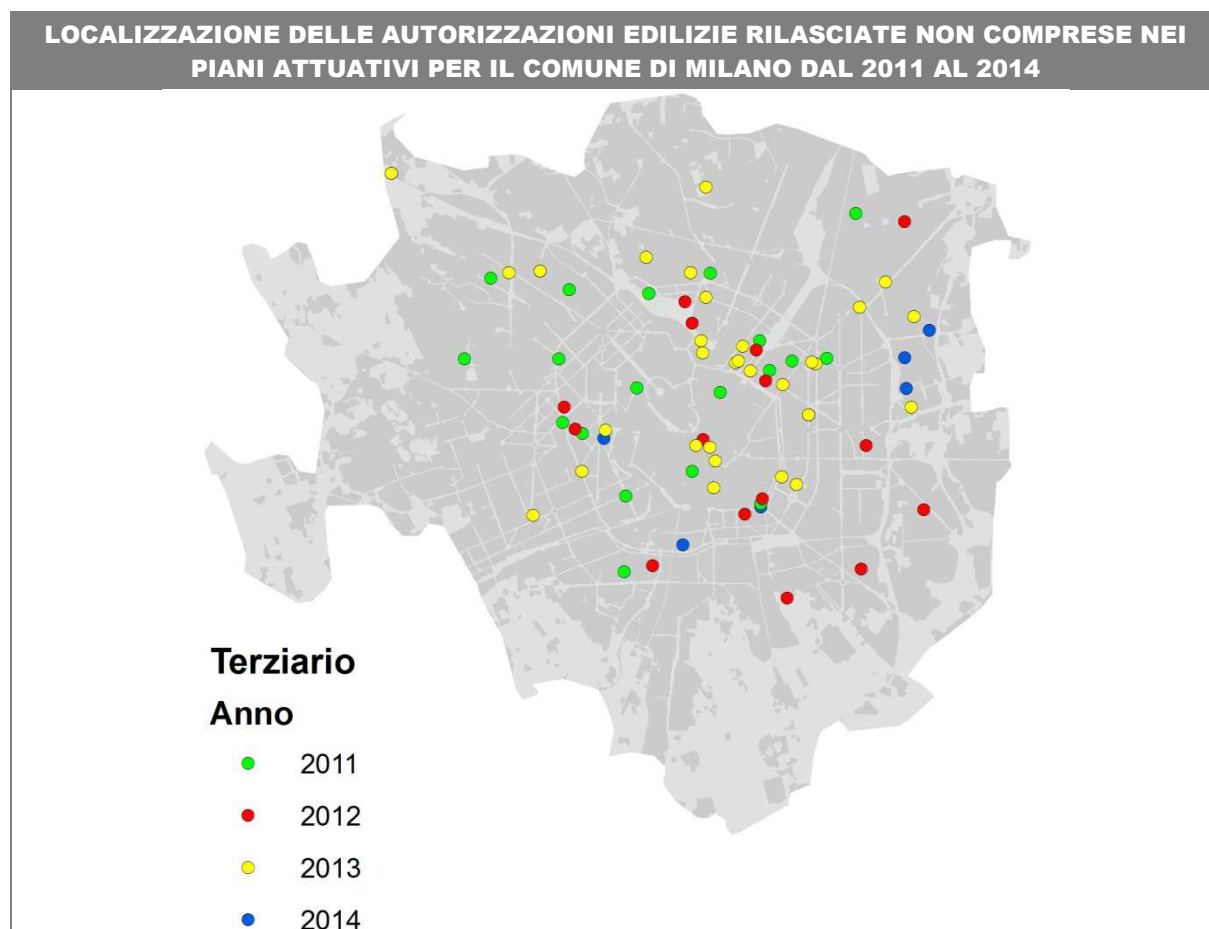 LOCALIZZAZIONE DELLE AUTORIZZAZIONI EDILIZIE RILASCIATE NON COMPRESE NEI
PIANI ATTUATIVI PER IL COMUNE DI MILANO DAL 2011 AL 2014
Terziario
Anno
2011
2012
2013
2014